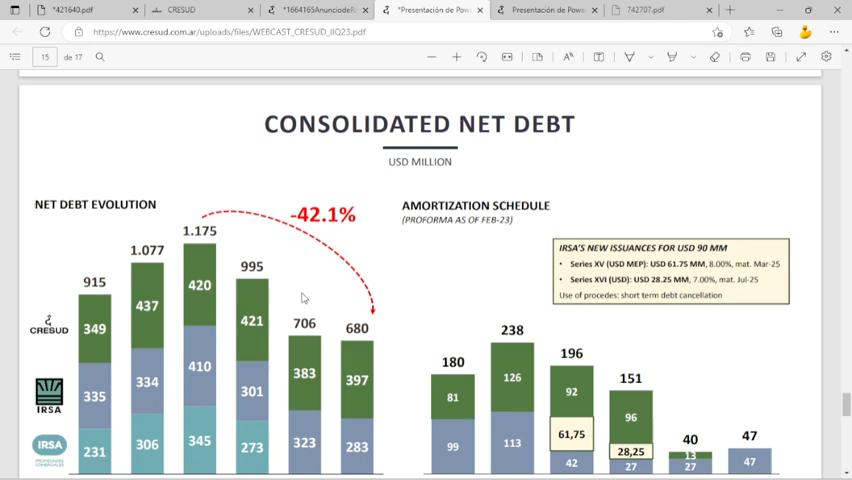 *421640.pdf
CRESUD
*1664165AnunciodeRe
*Presentación de Powe
Presentación de Powe
742707.pdf
https://www.cresud.com.ar/uploads/files/WEBCAST_CRESUD_IIQ23.pdf
15 de 17
CONSOLIDATED NET DEBT
USD MILLION
NET DEBT EVOLUTION
AMORTIZATION SCHEDULE
(PROFORMA AS OF FEB-23)
-42.1%
IRSA'S NEW ISSUANCES FOR USD 90 MM
• Series XV (USD MEP): USD 61.75 MM, 8.00%, mat. Mar-25
• Series XVI (USD): USD 28.25 MM, 7.00%, mat. Jul-25
Use of procedes: short term debt cancellation
915 1.077 1.175 995 706 680
CRESUD 349 437 420 421 383 397
IRSA 335 334 410 301 323 283
IRSA PROPIEDADES COMERCIALES 231 306 345 273
180 238 196 151 40 47
81 126 92 96 13
61,75 28,25
99 113 42 27 27 47